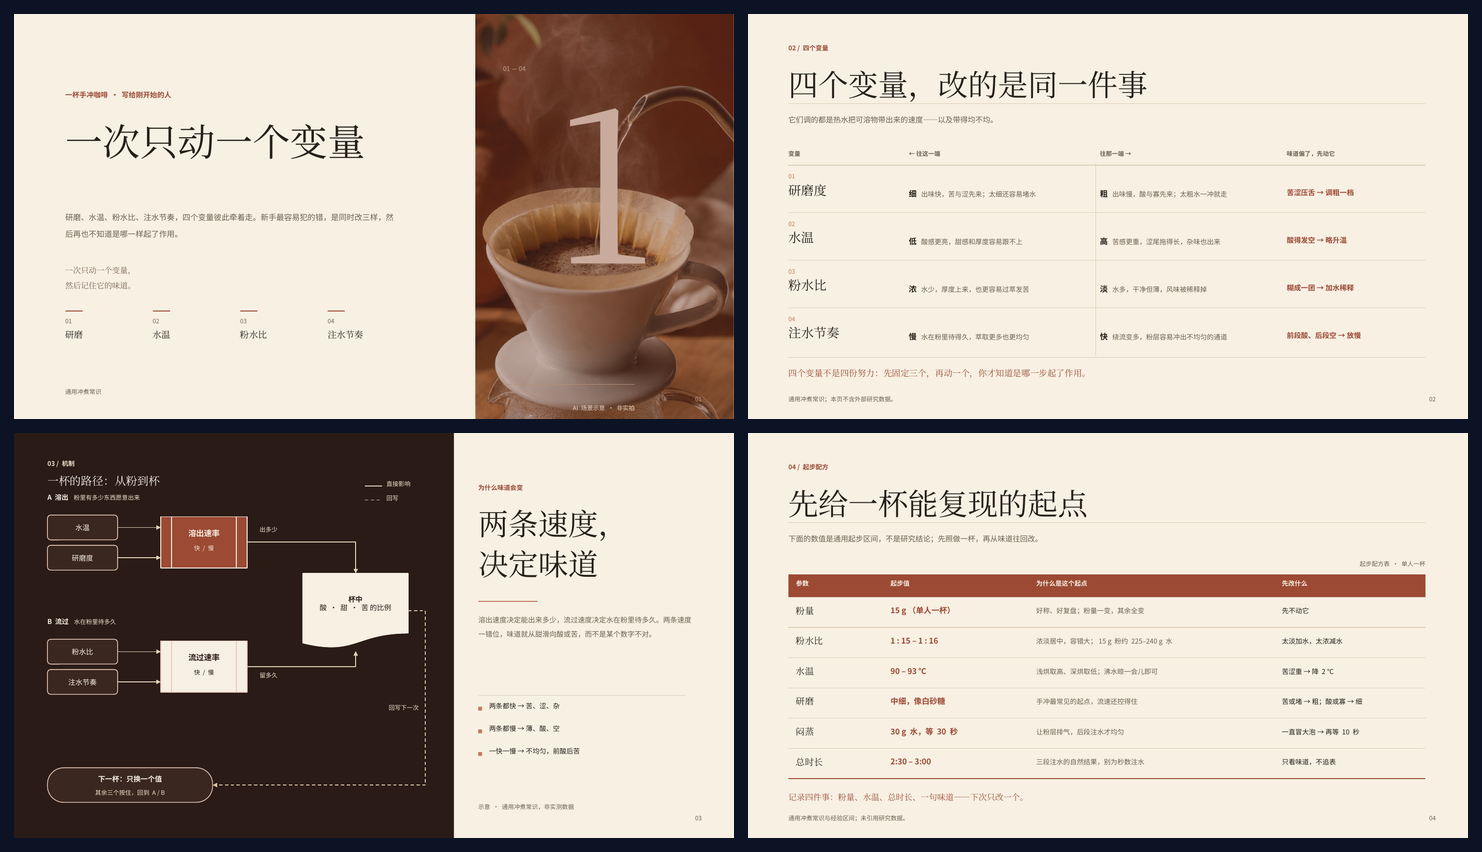 一杯手冲咖啡 · 写给刚开始的人
一次只动一个变量
研磨、水温、粉水比、注水节奏，四个变量彼此牵着走。新手最容易犯的错，是同时改三样，然
后再也不知道是哪一样起了作用。
一次只动一个变量，
然后记住它的味道。
01
研磨
02
水温
03
粉水比
04
注水节奏
通用冲煮常识
01 — 04
1
AI 场景示意 · 非实拍
01
02 / 四个变量
四个变量，改的是同一件事
它们调的都是热水把可溶物带出来的速度——以及带得均不均。
变量 ← 往这一端 往那一端 → 味道偏了，先动它
01
研磨度 细 出味快，苦与涩先来；太细还容易堵水 粗 出味慢，酸与寡先来；太粗水一冲就走 苦涩压舌 → 调粗一档
02
水温 低 酸感更亮，甜感和厚度容易跟不上 高 苦感更重，涩尾拖得长，杂味也出来 酸得发空 → 略升温
03
粉水比 浓 水少，厚度上来，也更容易过萃发苦 淡 水多，干净但薄，风味被稀释掉 糊成一团 → 加水稀释
04
注水节奏 慢 水在粉里待得久，萃取更多也更均匀 快 绕流变多，粉层容易冲出不均匀的通道 前段酸、后段空 → 放慢
四个变量不是四份努力：先固定三个，再动一个，你才知道是哪一步起了作用。
通用冲煮常识；本页不含外部研究数据。
02
03 / 机制
一杯的路径：从粉到杯
A 溶出 粉里有多少东西愿意出来
直接影响
回写
水温
研磨度
溶出速率
快 / 慢
出多少
杯中
酸 · 甜 · 苦 的比例
B 流过 水在粉里待多久
粉水比
注水节奏
流过速率
快 / 慢
留多久
回写下一次
下一杯：只换一个值
其余三个按住，回到 A / B
为什么味道会变
两条速度，
决定味道
溶出速度决定能出来多少，流过速度决定水在粉里待多久。两条速度
一错位，味道就从甜滑向酸或苦，而不是某个数字不对。
两条都快 → 苦、涩、杂
两条都慢 → 薄、酸、空
一快一慢 → 不均匀，前酸后苦
示意 · 通用冲煮常识，非实测数据
03
04 / 起步配方
先给一杯能复现的起点
下面的数值是通用起步区间，不是研究结论；先照做一杯，再从味道往回改。
起步配方表 · 单人一杯
参数 起步值 为什么是这个起点 先改什么
粉量 15 g （单人一杯） 好称、好复盘；粉量一变，其余全变 先不动它
粉水比 1 : 15 – 1 : 16 浓淡居中，容错大； 15 g 粉约 225–240 g 水 太淡加水，太浓减水
水温 90 – 93 °C 浅烘取高、深烘取低；沸水晾一会儿即可 苦涩重 → 降 2 °C
研磨 中细，像白砂糖 手冲最常见的起点，流速还控得住 苦或堵 → 粗；酸或寡 → 细
闷蒸 30 g 水，等 30 秒 让粉层排气，后段注水才均匀 一直冒大泡 → 再等 10 秒
总时长 2:30 – 3:00 三段注水的自然结果，别为秒数注水 只看味道，不追表
记录四件事：粉量、水温、总时长、一句味道——下次只改一个。
通用冲煮常识与经验区间；未引用研究数据。
04